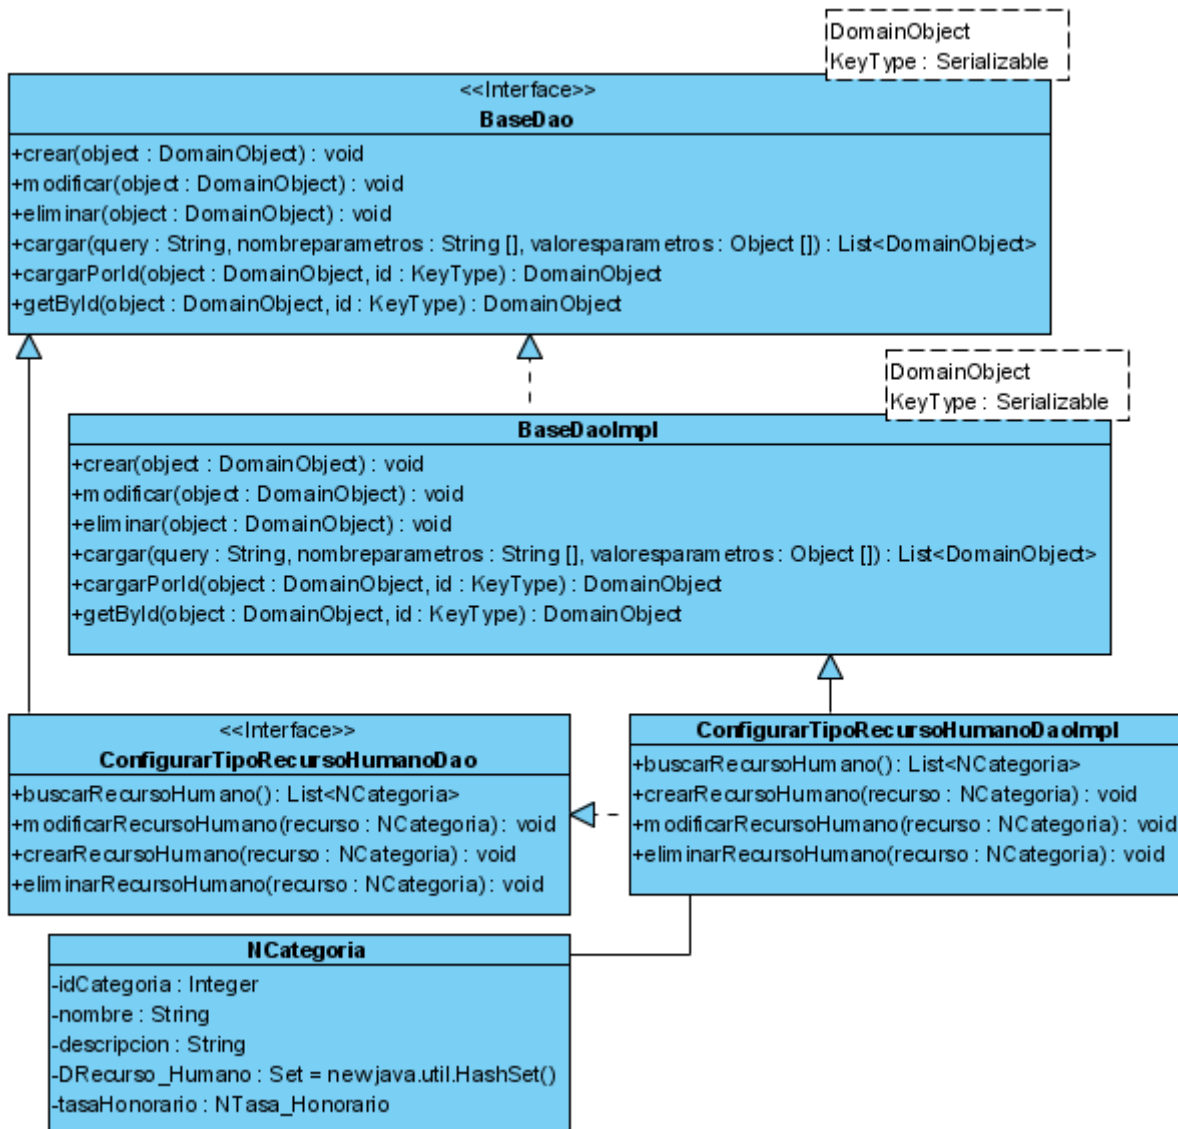 DomainObject
KeyType : Serializable
<<Interface>>
BaseDao
+crear(object : DomainObject) : void
+modificar(object : DomainObject) : void
+eliminar(object : DomainObject) : void
+cargar(query : String, nombreparametros : String [], valoresparametros : Object []) : List<DomainObject>
+cargarPorId(object : DomainObject, id : KeyType) : DomainObject
+getById(object : DomainObject, id : KeyType) : DomainObject
DomainObject
KeyType : Serializable
BaseDaoImpl
+crear(object : DomainObject) : void
+modificar(object : DomainObject) : void
+eliminar(object : DomainObject) : void
+cargar(query : String, nombreparametros : String [], valoresparametros : Object []) : List<DomainObject>
+cargarPorId(object : DomainObject, id : KeyType) : DomainObject
+getById(object : DomainObject, id : KeyType) : DomainObject
<<Interface>>
ConfigurarTipoRecursoHumanoDao
+buscarRecursoHumano() : List<NCategoria>
+modificarRecursoHumano(recurso : NCategoria) : void
+crearRecursoHumano(recurso : NCategoria) : void
+eliminarRecursoHumano(recurso : NCategoria) : void
ConfigurarTipoRecursoHumanoDaoImpl
+buscarRecursoHumano() : List<NCategoria>
+crearRecursoHumano(recurso : NCategoria) : void
+modificarRecursoHumano(recurso : NCategoria) : void
+eliminarRecursoHumano(recurso : NCategoria) : void
NCategoria
-idCategoria : Integer
-nombre : String
-descripcion : String
-DRecurso_Humano : Set = new java.util.HashSet()
-tasaHonorario : NTasa_Honorario